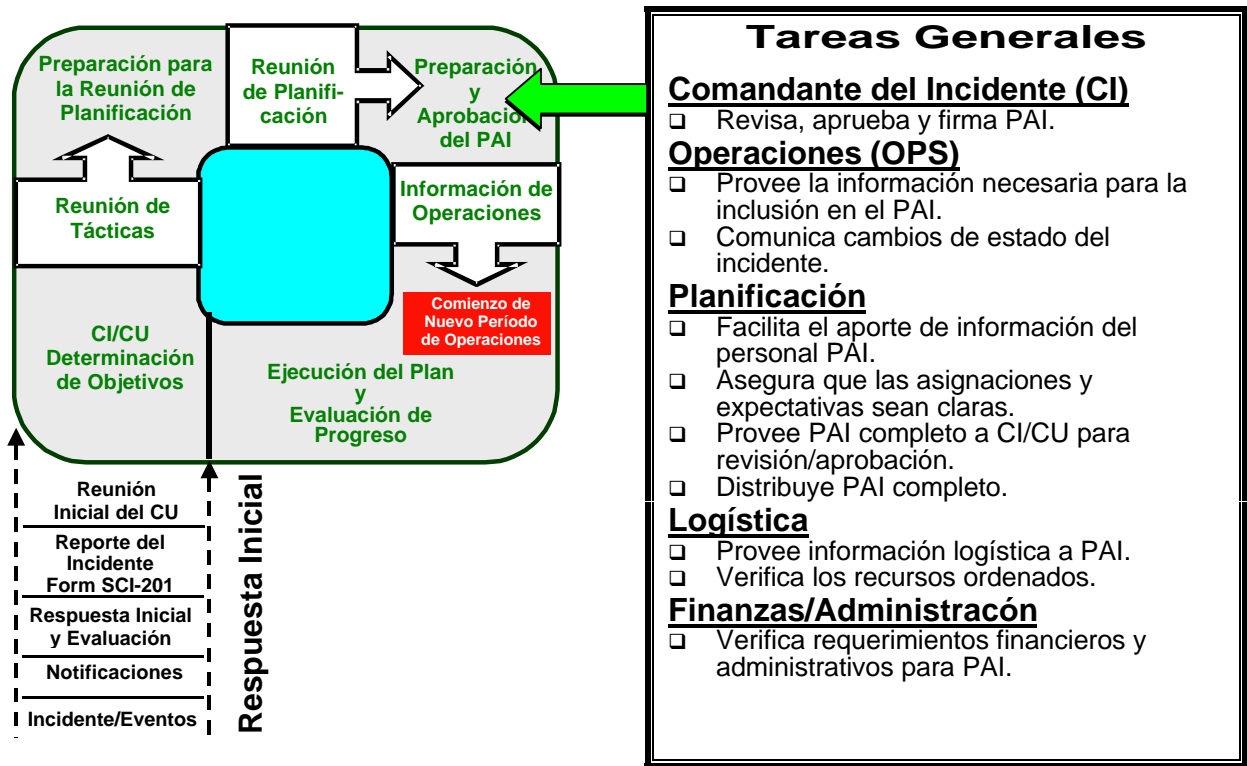 Preparación para
la Reunión de
Planificación
Reunión
de Planifi-
cación
Preparación
y
Aprobación
del PAI
Reunión de
Tácticas
Información de
Operaciones
Comienzo de
Nuevo Período
de Operaciones
CI/CU
Determinación
de Objetivos
Ejecución del Plan
y
Evaluación de
Progreso
Reunión
Inicial del CU
Reporte del
Incidente
Form SCI-201
Respuesta Inicial
y Evaluación
Notificaciones
Incidente/Eventos
Respuesta Inicial
Tareas Generales
Comandante del Incidente (CI)
❑ Revisa, aprueba y firma PAI.
Operaciones (OPS)
❑ Provee la información necesaria para la
inclusión en el PAI.
❑ Comunica cambios de estado del
incidente.
Planificación
❑ Facilita el aporte de información del
personal PAI.
❑ Asegura que las asignaciones y
expectativas sean claras.
❑ Provee PAI completo a CI/CU para
revisión/aprobación.
❑ Distribuye PAI completo.
Logística
❑ Provee información logística a PAI.
❑ Verifica los recursos ordenados.
Finanzas/Administracón
❑ Verifica requerimientos financieros y
administrativos para PAI.